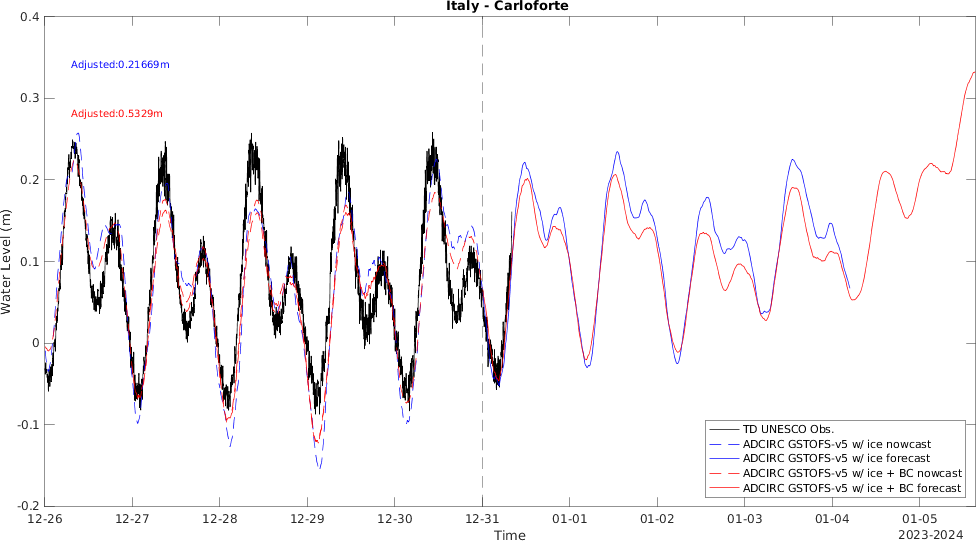 Italy - Carloforte
0.4
0.3
0.2
0.1
0
-0.1
-0.2
Water Level (m)
Adjusted:0.21669m
Adjusted:0.5329m
TD UNESCO Obs.
ADCIRC GSTOFS-v5 w/ ice nowcast
ADCIRC GSTOFS-v5 w/ ice forecast
ADCIRC GSTOFS-v5 w/ ice + BC nowcast
ADCIRC GSTOFS-v5 w/ ice + BC forecast
12-26 12-27 12-28 12-29 12-30 12-31 01-01 01-02 01-03 01-04 01-05
Time
2023-2024